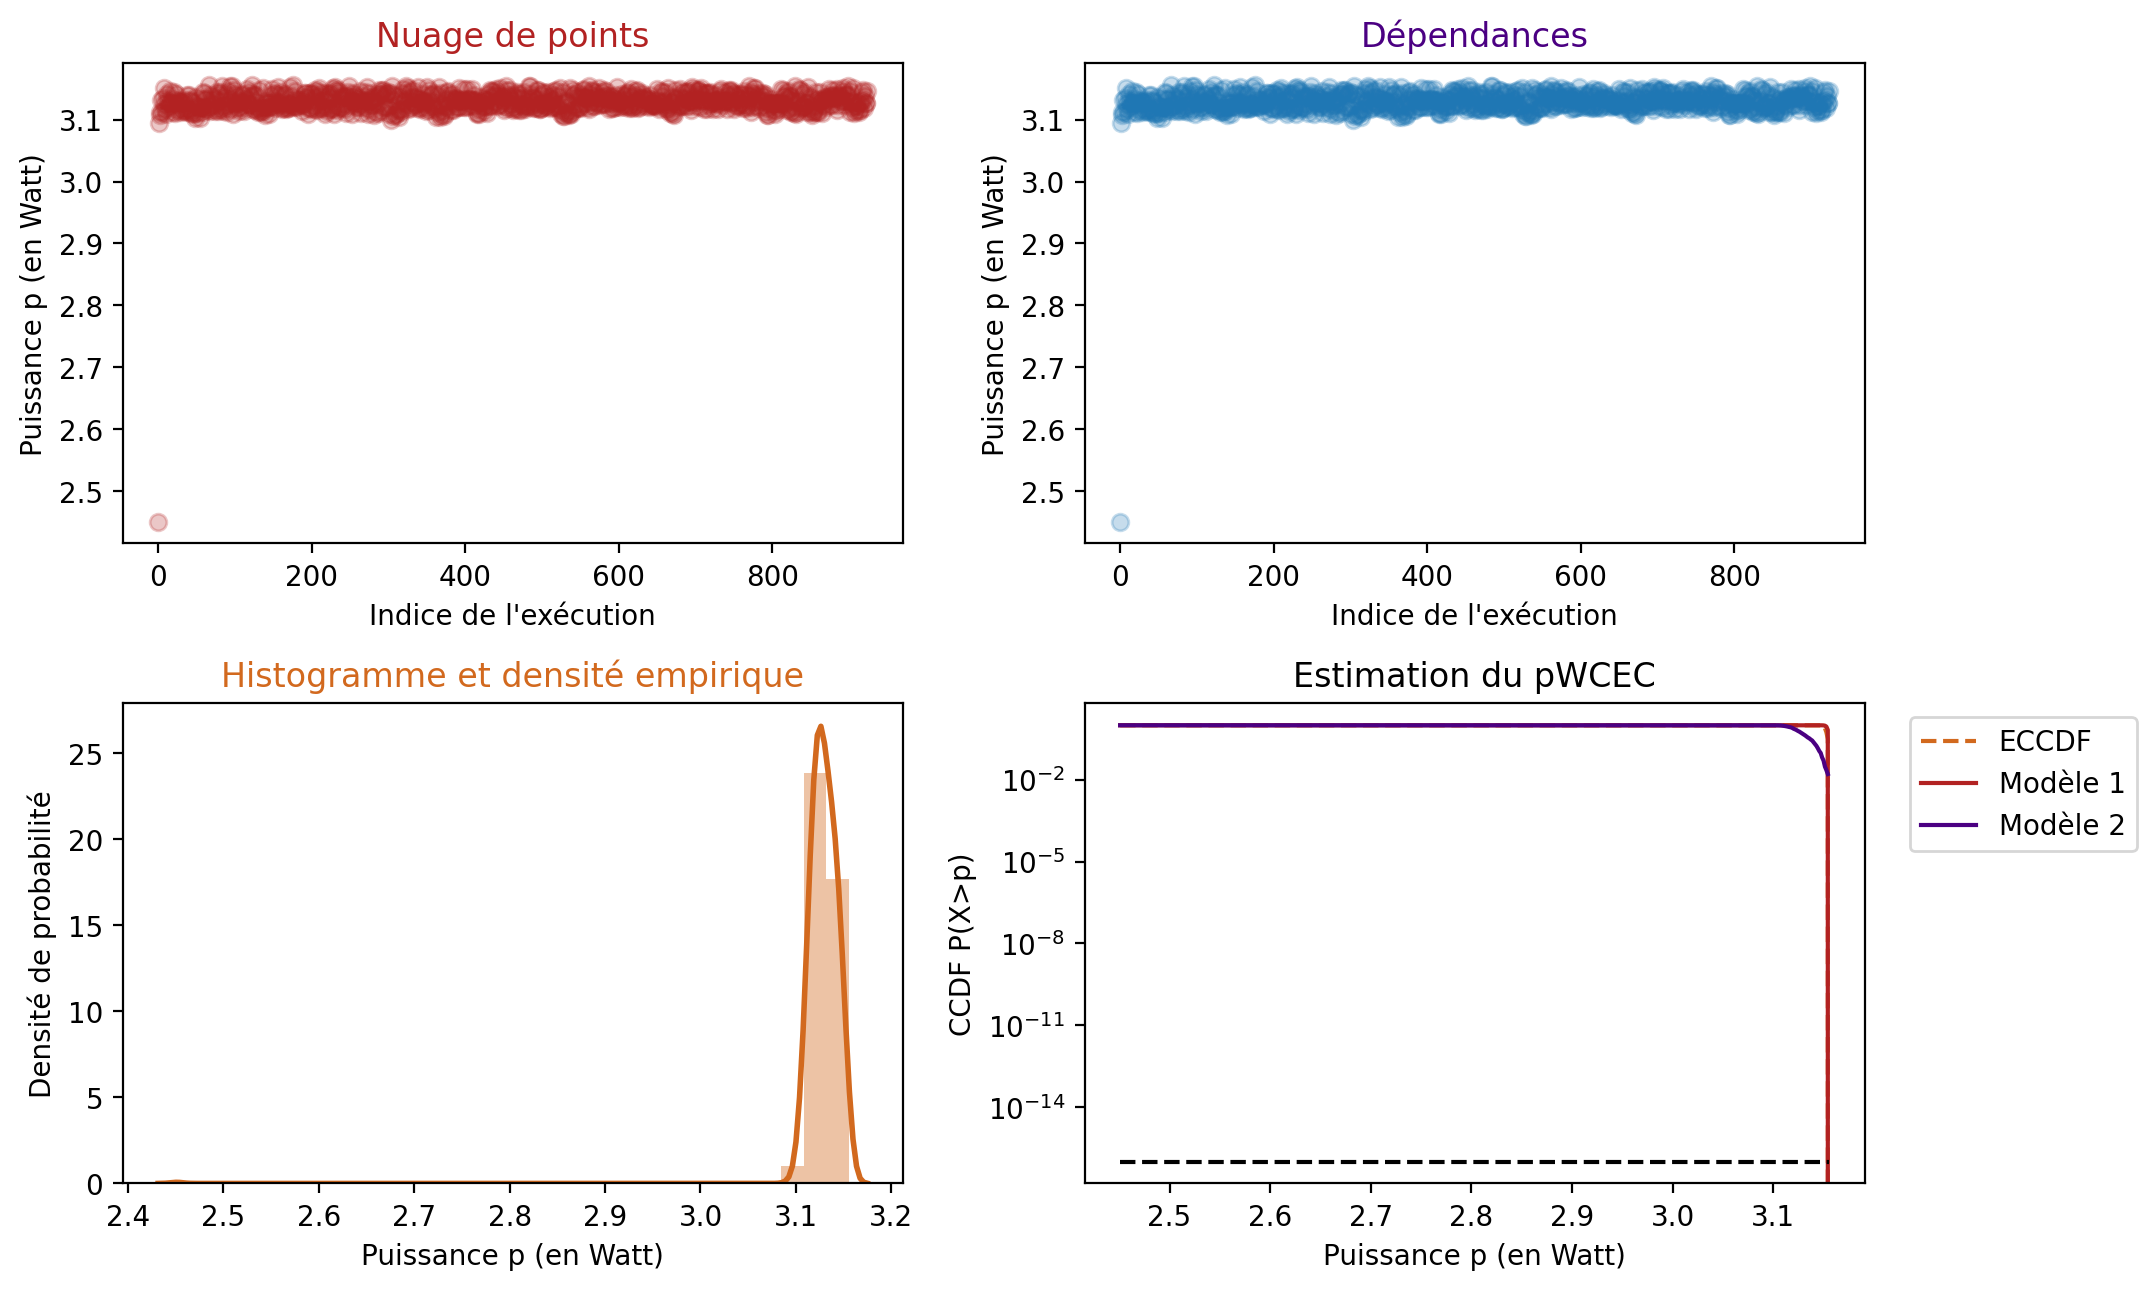 Nuage de points
Puissance p (en Watt)
3.1
3.0
2.9
2.8
2.7
2.6
2.5
0 200 400 600 800
Indice de l'exécution
Dépendances
Puissance p (en Watt)
3.1
3.0
2.9
2.8
2.7
2.6
2.5
0 200 400 600 800
Indice de l'exécution
Histogramme et densité empirique
Densité de probabilité
25
20
15
10
5
0
2.4 2.5 2.6 2.7 2.8 2.9 3.0 3.1 3.2
Puissance p (en Watt)
Estimation du pWCEC
CCDF P(X>p)
10⁻²
10⁻⁵
10⁻⁸
10⁻¹¹
10⁻¹⁴
2.5 2.6 2.7 2.8 2.9 3.0 3.1
Puissance p (en Watt)
ECCDF
Modèle 1
Modèle 2